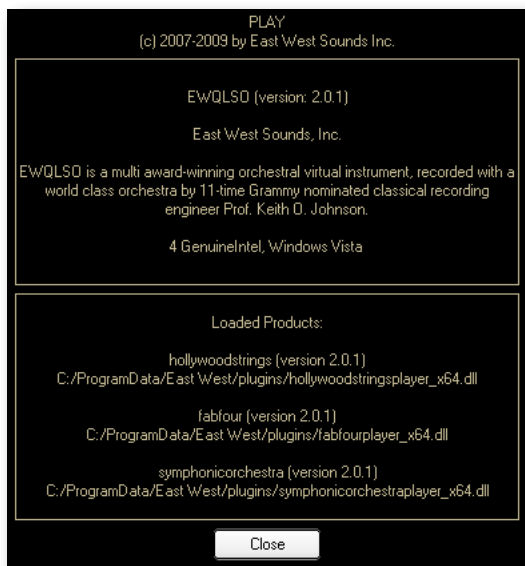 PLAY
(c) 2007-2009 by East West Sounds Inc.
EWQLSO (version: 2.0.1)
East West Sounds, Inc.
EWQLSO is a multi award-winning orchestral virtual instrument, recorded with a
world class orchestra by 11-time Grammy nominated classical recording
engineer Prof. Keith O. Johnson.
4 GenuineIntel, Windows Vista
Loaded Products:
hollywoodstrings (version 2.0.1)
C:/ProgramData/East West/plugins/hollywoodstringsplayer_x64.dll
fabfour (version 2.0.1)
C:/ProgramData/East West/plugins/fabfourplayer_x64.dll
symphonicorchestra (version 2.0.1)
C:/ProgramData/East West/plugins/symphonicorchestraplayer_x64.dll
Close